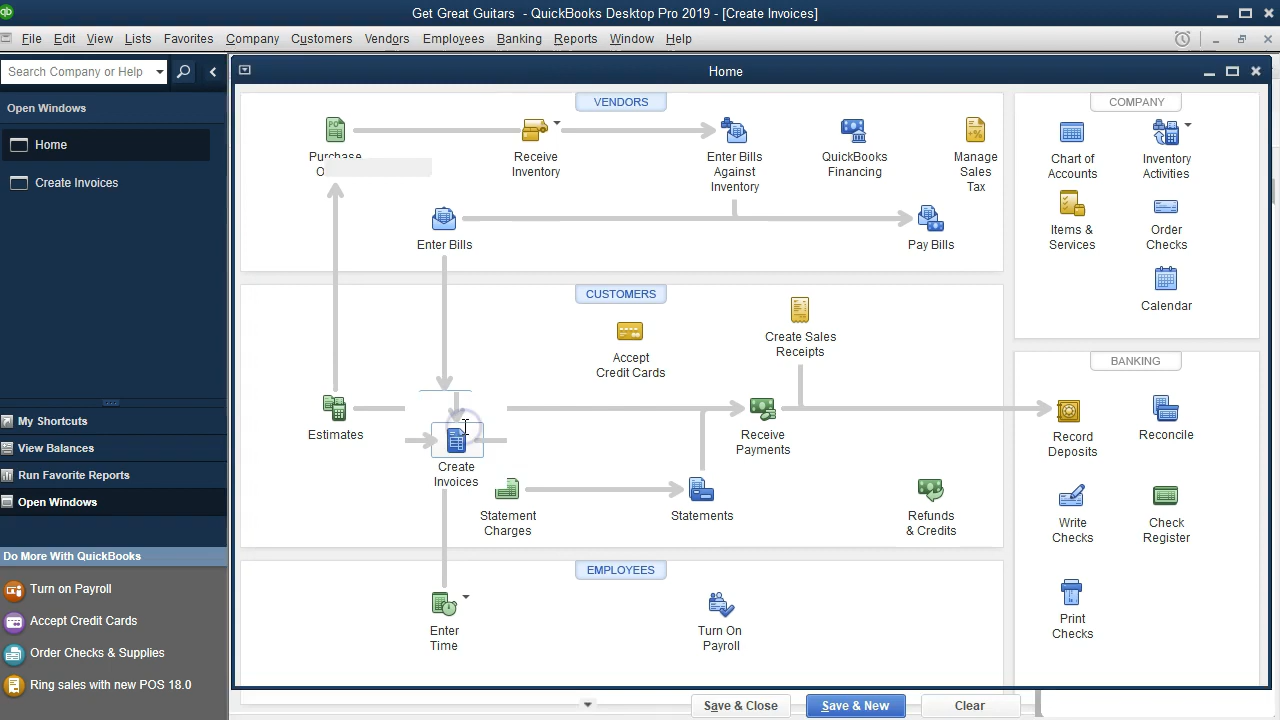 qb
Get Great Guitars - QuickBooks Desktop Pro 2019 - [Create Invoices]
File Edit View Lists Favorites Company Customers Vendors Employees Banking Reports Window Help
Search Company or Help
Open Windows
Home
Create Invoices
My Shortcuts
View Balances
Run Favorite Reports
Open Windows
Do More With QuickBooks
Turn on Payroll
Accept Credit Cards
Order Checks & Supplies
Ring sales with new POS 18.0
Home
VENDORS
Purchase
Receive
Inventory
Enter Bills
Against
Inventory
QuickBooks
Financing
Manage
Sales
Tax
Enter Bills
Pay Bills
CUSTOMERS
Accept
Credit Cards
Create Sales
Receipts
Estimates
Create
Invoices
Receive
Payments
Statement
Charges
Statements
Refunds
& Credits
EMPLOYEES
Enter
Time
Turn On
Payroll
COMPANY
Chart of
Accounts
Inventory
Activities
Items &
Services
Order
Checks
Calendar
BANKING
Record
Deposits
Reconcile
Write
Checks
Check
Register
Print
Checks
Save & Close
Save & New
Clear